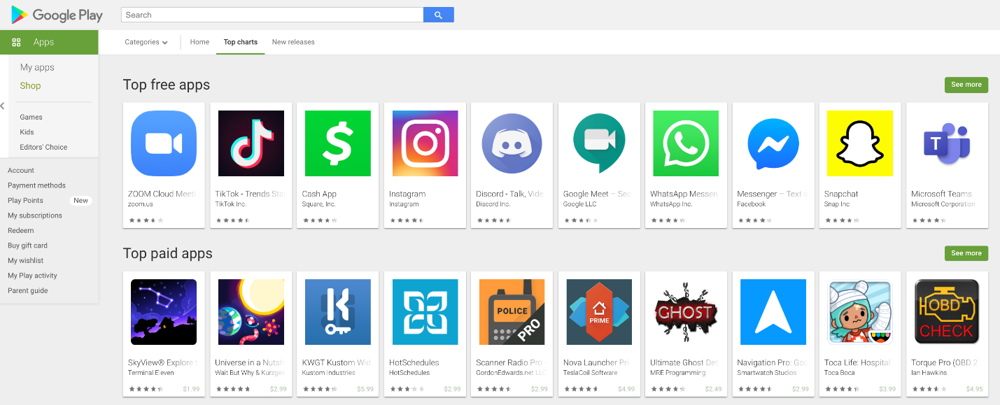 Google Play
Search
Apps
Categories Home Top charts New releases
My apps
Shop
Games
Kids
Editors' Choice
Account
Payment methods
Play Points New
My subscriptions
Redeem
Buy gift card
My wishlist
My Play activity
Parent guide
Top free apps See more
T
ZOOM Cloud Meeti TikTok - Trends Star Cash App Instagram Discord - Talk, Vide Google Meet – Sec WhatsApp Messen Messenger – Text a Snapchat Microsoft Teams
zoom.us TikTok Inc. Square, Inc. Instagram Discord Inc. Google LLC WhatsApp Inc. Facebook Snap Inc Microsoft Corporation
Top paid apps See more
POLICE PRO PRIME GHOST OBD CHECK
SkyView® Explore t Universe in a Nutsh KWGT Kustom Wid HotSchedules Scanner Radio Pro Nova Launcher Pri Ultimate Ghost Det Navigation Pro: Goo Toca Life: Hospital Torque Pro (OBD 2
Terminal Eleven Wait But Why & Kurzges Kustom Industries HotSchedules GordonEdwards.net LLC TeslaCoil Software MRE Programming Smartwatch Studios Toca Boca Ian Hawkins
$1.99 $2.99 $5.99 $2.99 $2.99 $4.99 $2.49 $2.99 $3.99 $4.95